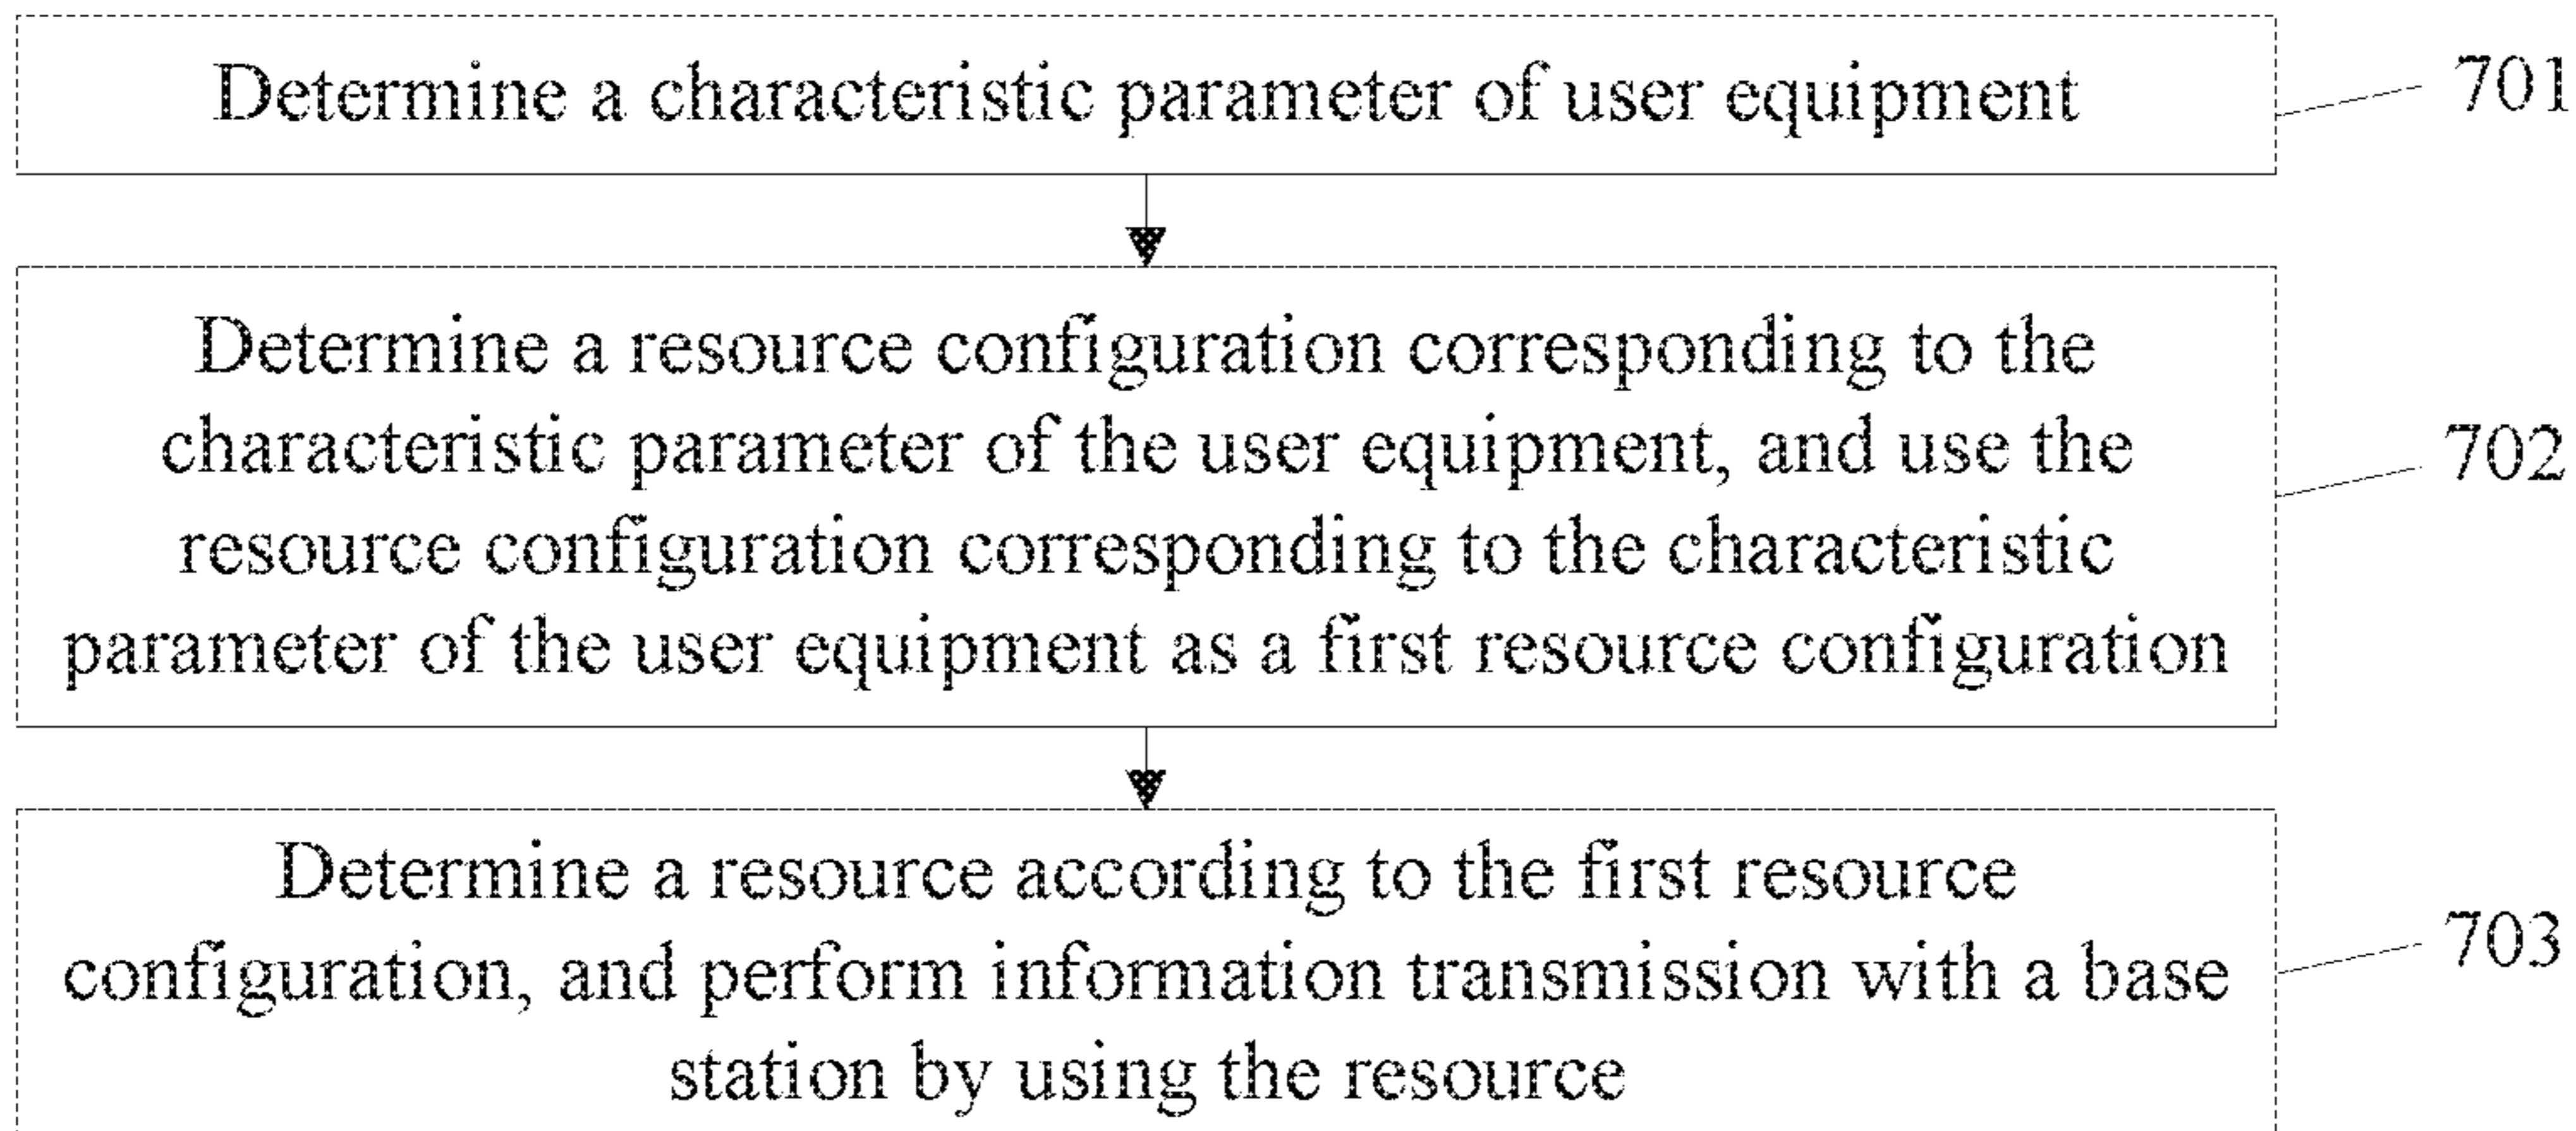 Determine a characteristic parameter of user equipment
701
Determine a resource configuration corresponding to the
characteristic parameter of the user equipment, and use the
resource configuration corresponding to the characteristic
parameter of the user equipment as a first resource configuration
702
Determine a resource according to the first resource
configuration, and perform information transmission with a base
station by using the resource
703